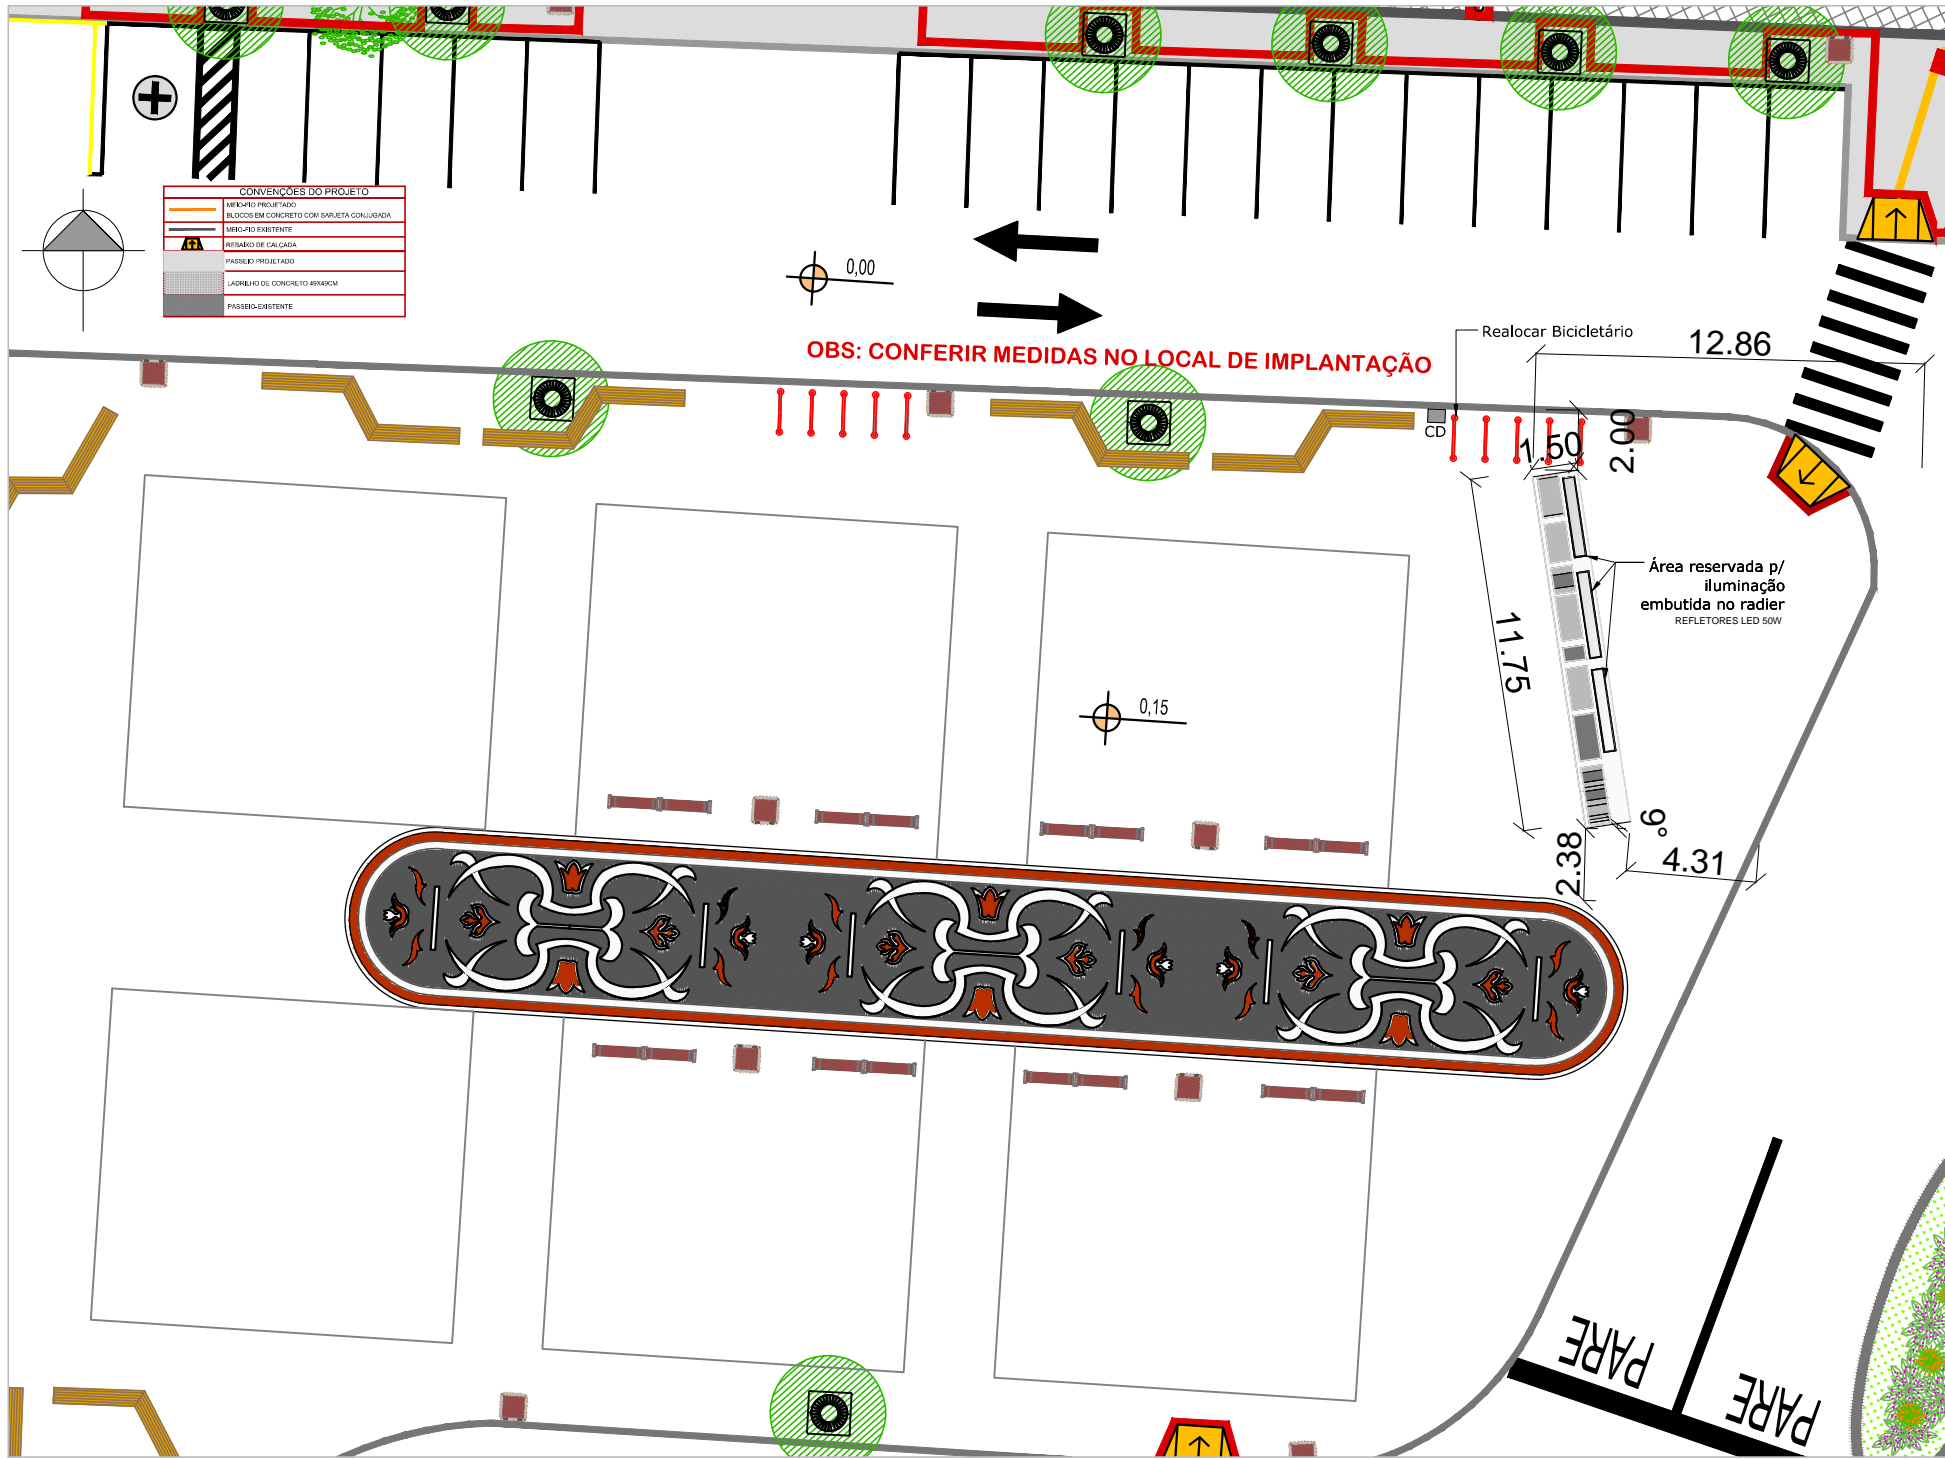 CONVENÇÕES DO PROJETO
MEIO-FIO PROJETADO
BLOCOS EM CONCRETO COM SARJETA CONJUGADA
MEIO-FIO EXISTENTE
REBAIXO DE CALÇADA
PASSEIO PROJETADO
LADRILHO DE CONCRETO 49X49CM
PASSEIO-EXISTENTE
0,00
OBS: CONFERIR MEDIDAS NO LOCAL DE IMPLANTAÇÃO
Realocar Bicicletário
12.86
CD
1.50
2.00
Área reservada p/
iluminação
embutida no radier
REFLETORES LED 50W
11.75
0,15
9°
2.38
4.31
PARE
PARE